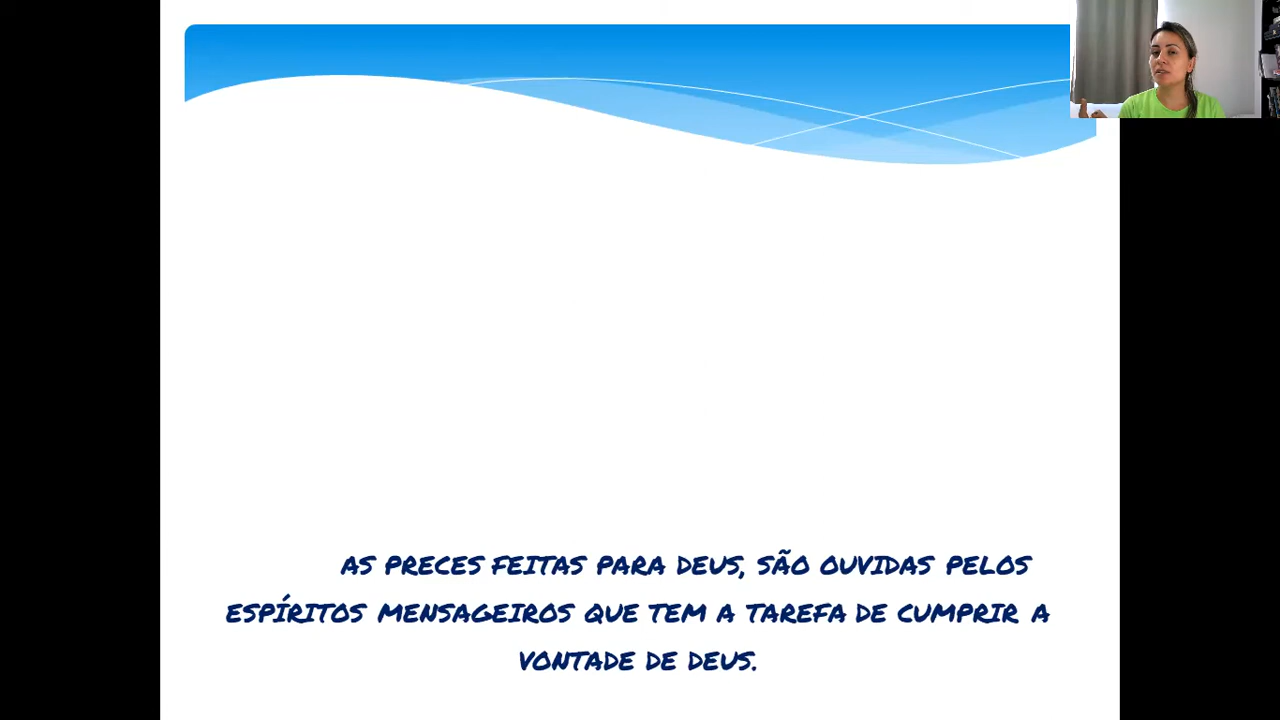 AS PRECES FEITAS PARA DEUS, SÃO OUVIDAS PELOS
ESPÍRITOS MENSAGEIROS QUE TEM A TAREFA DE CUMPRIR A
VONTADE DE DEUS.